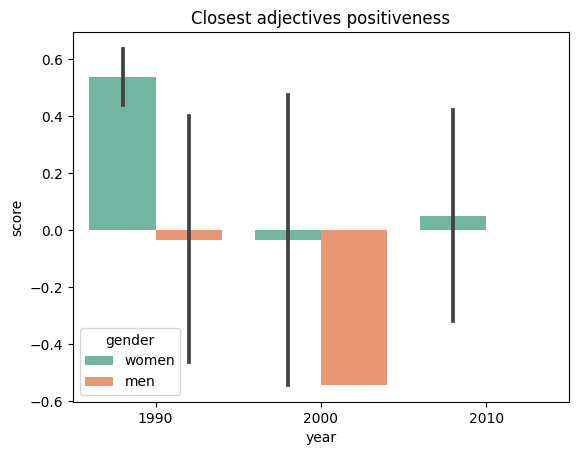 Closest adjectives positiveness
0.6
0.4
0.2
0.0
−0.2
−0.4
−0.6
score
gender
women
men
1990
2000
2010
year